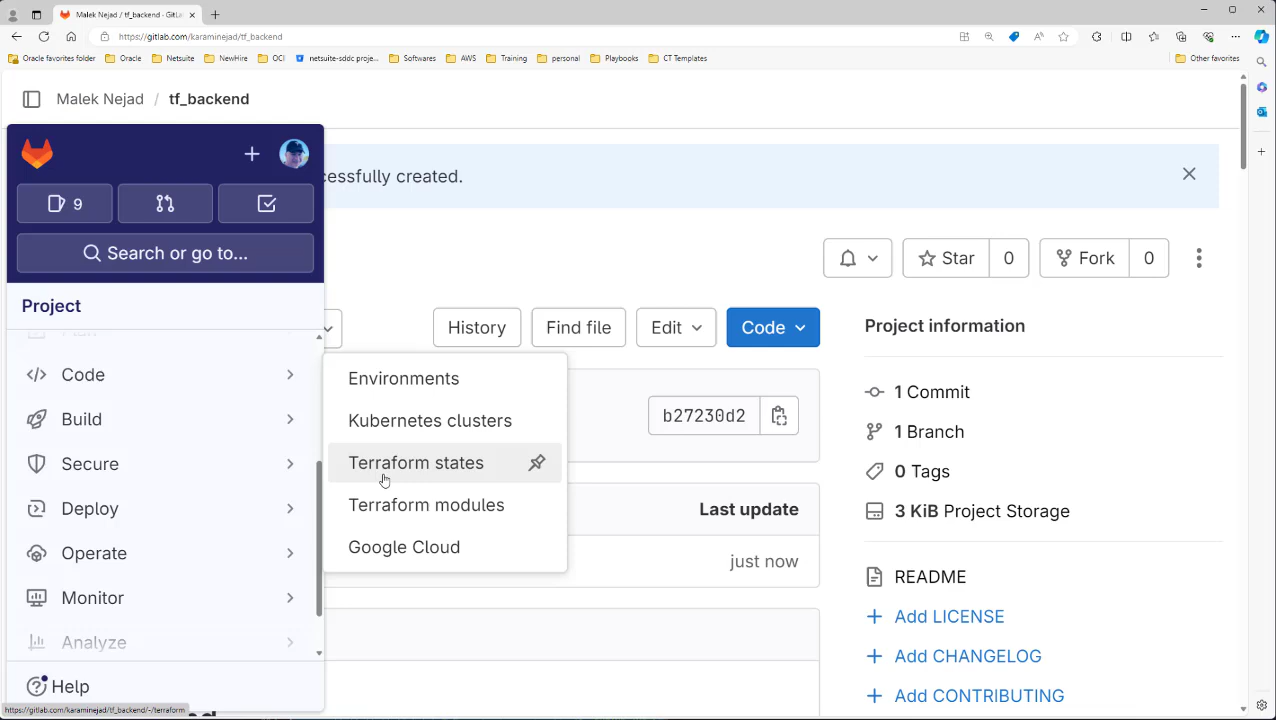 Malek Nejad / tf_backend · GitLa
https://gitlab.com/karaminejad/tf_backend
Oracle favorites folder
Oracle
Netsuite
NewHire
OCI
netsuite-sddc proje...
Softwares
AWS
Training
personal
Playbooks
CT Templates
Other favorites
Malek Nejad / tf_backend
cessfully created.
9
Search or go to...
Star 0
Fork 0
Project
History
Find file
Edit
Code
Project information
Code
Build
Secure
Deploy
Operate
Monitor
Analyze
Help
Environments
Kubernetes clusters
Terraform states
Terraform modules
Google Cloud
b27230d2
Last update
just now
1 Commit
1 Branch
0 Tags
3 KiB Project Storage
README
Add LICENSE
Add CHANGELOG
Add CONTRIBUTING
https://gitlab.com/karaminejad/tf_backend/-/terraform